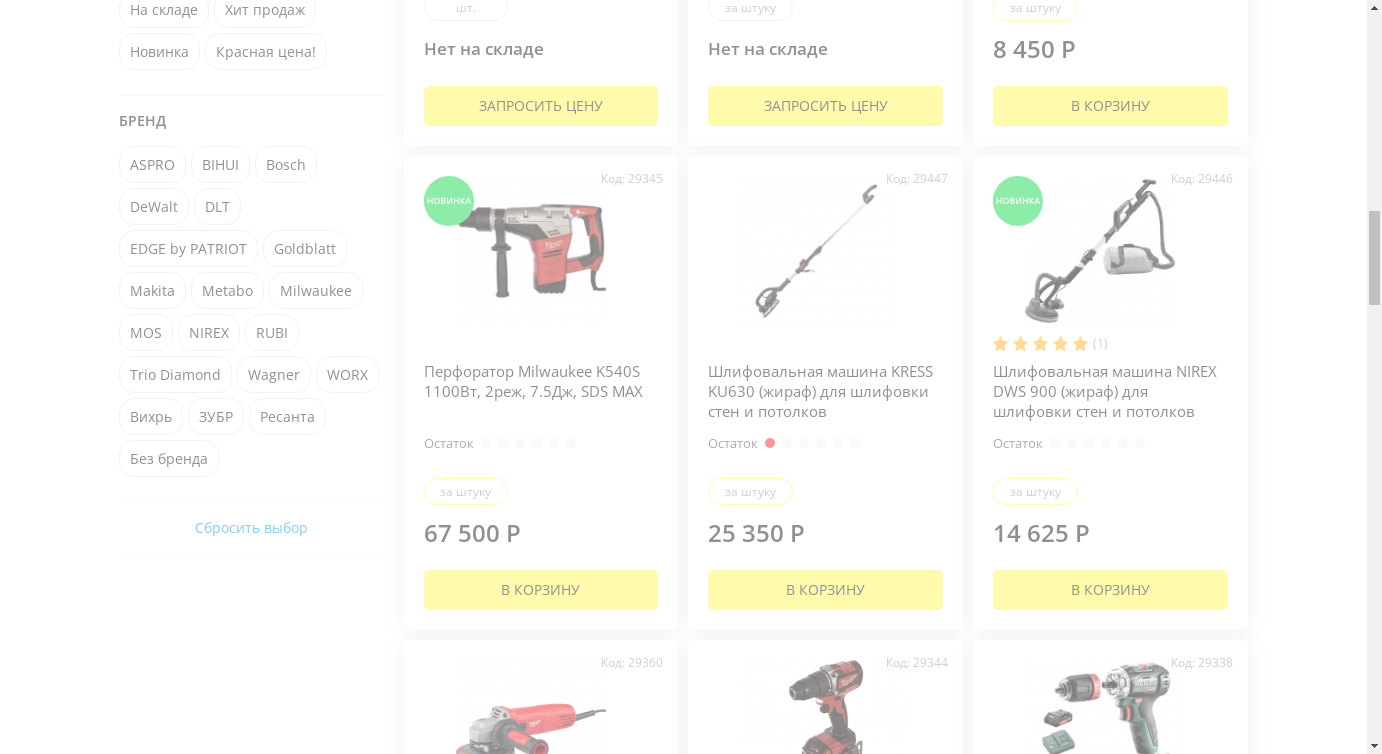 На складе
Хит продаж
Новинка
Красная цена!
БРЕНД
ASPRO
BIHUI
Bosch
DeWalt
DLT
EDGE by PATRIOT
Goldblatt
Makita
Metabo
Milwaukee
MOS
NIREX
RUBI
Trio Diamond
Wagner
WORX
Вихрь
ЗУБР
Ресанта
Без бренда
Сбросить выбор
шт.
Нет на складе
ЗАПРОСИТЬ ЦЕНУ
за штуку
Нет на складе
ЗАПРОСИТЬ ЦЕНУ
за штуку
8 450 Р
В КОРЗИНУ
Код: 29345
НОВИНКА
Перфоратор Milwaukee K540S
1100Вт, 2реж, 7.5Дж, SDS MAX
Остаток
за штуку
67 500 Р
В КОРЗИНУ
Код: 29447
Шлифовальная машина KRESS
KU630 (жираф) для шлифовки
стен и потолков
Остаток
за штуку
25 350 Р
В КОРЗИНУ
Код: 29446
НОВИНКА
(1)
Шлифовальная машина NIREX
DWS 900 (жираф) для
шлифовки стен и потолков
Остаток
за штуку
14 625 Р
В КОРЗИНУ
Код: 29360
Код: 29344
Код: 29338